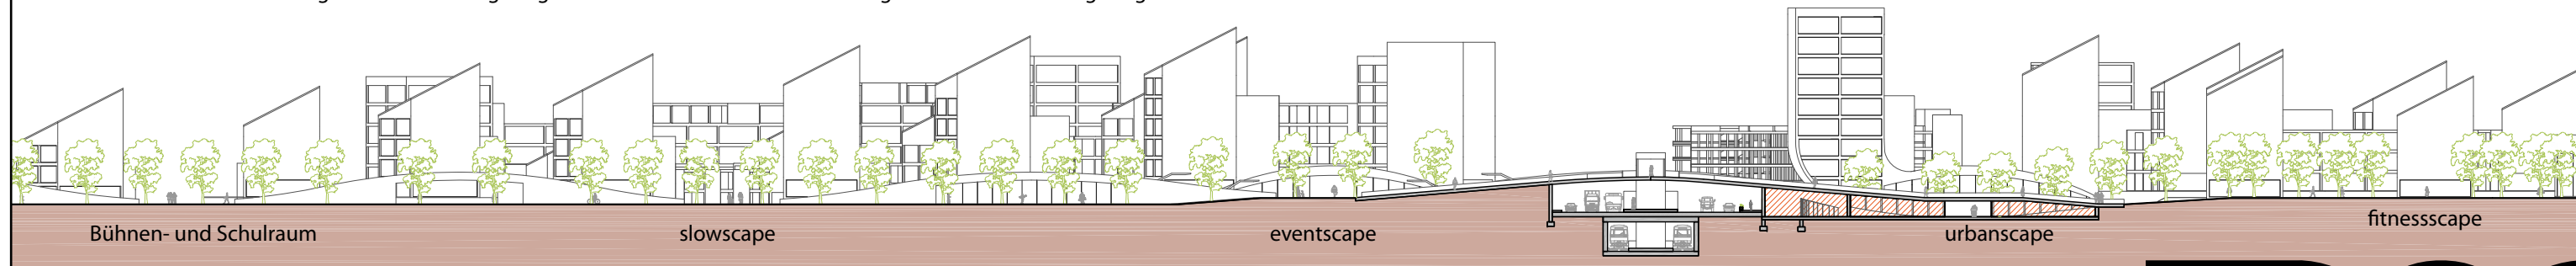 Bühnen- und Schulraum
slowscape
eventscape
urbanscape
fitnessscape